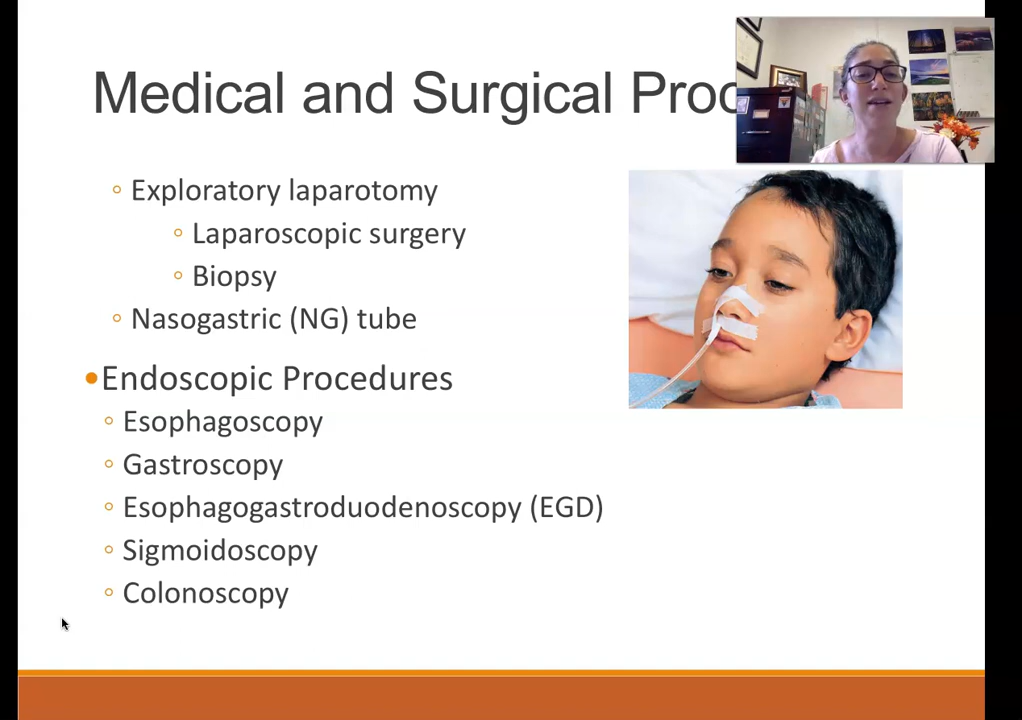 Medical and Surgical Proc
Exploratory laparotomy
Laparoscopic surgery
Biopsy
Nasogastric (NG) tube
Endoscopic Procedures
Esophagoscopy
Gastroscopy
Esophagogastroduodenoscopy (EGD)
Sigmoidoscopy
Colonoscopy